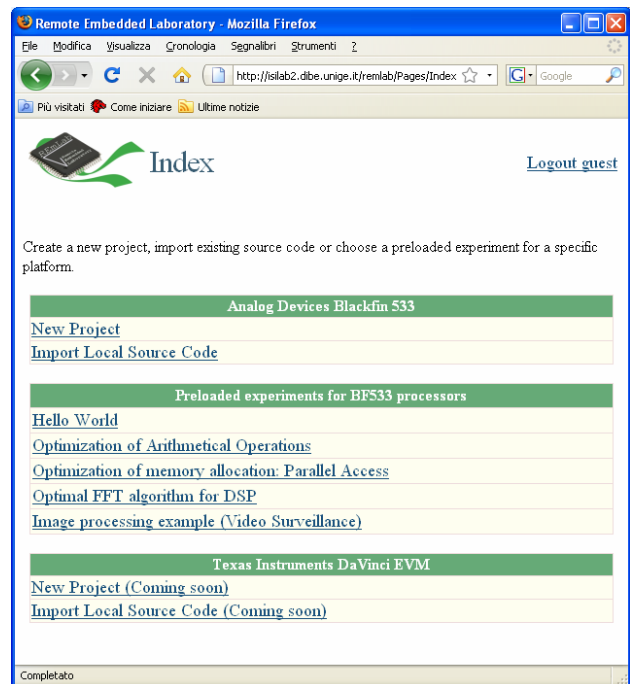 Remote Embedded Laboratory - Mozilla Firefox
File Modifica Visualizza Cronologia Segnalibri Strumenti ?
http://isilab2.dibe.unige.it/remlab/Pages/Index G Google
Più visitati Come iniziare Ultime notizie
REmLab
Index Logout guest
Create a new project, import existing source code or choose a preloaded experiment for a specific
platform.
Analog Devices Blackfin 533
New Project
Import Local Source Code
Preloaded experiments for BF533 processors
Hello World
Optimization of Arithmetical Operations
Optimization of memory allocation: Parallel Access
Optimal FFT algorithm for DSP
Image processing example (Video Surveillance)
Texas Instruments DaVinci EVM
New Project (Coming soon)
Import Local Source Code (Coming soon)
Completato